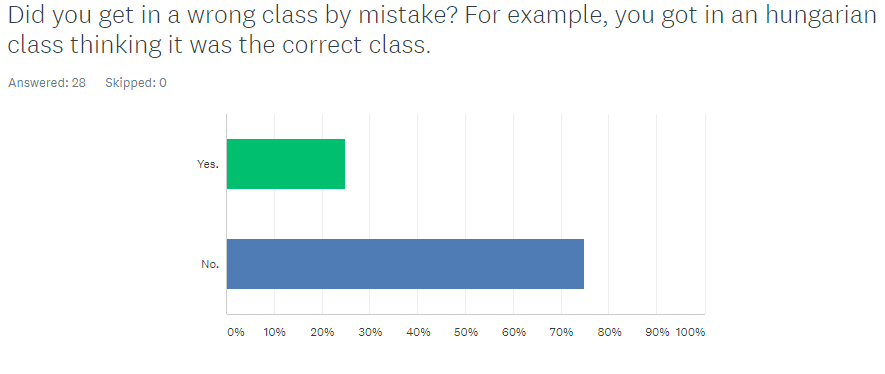 Did you get in a wrong class by mistake? For example, you got in an hungarian
class thinking it was the correct class.
Answered: 28 Skipped: 0
Yes.
No.
0% 10% 20% 30% 40% 50% 60% 70% 80% 90% 100%